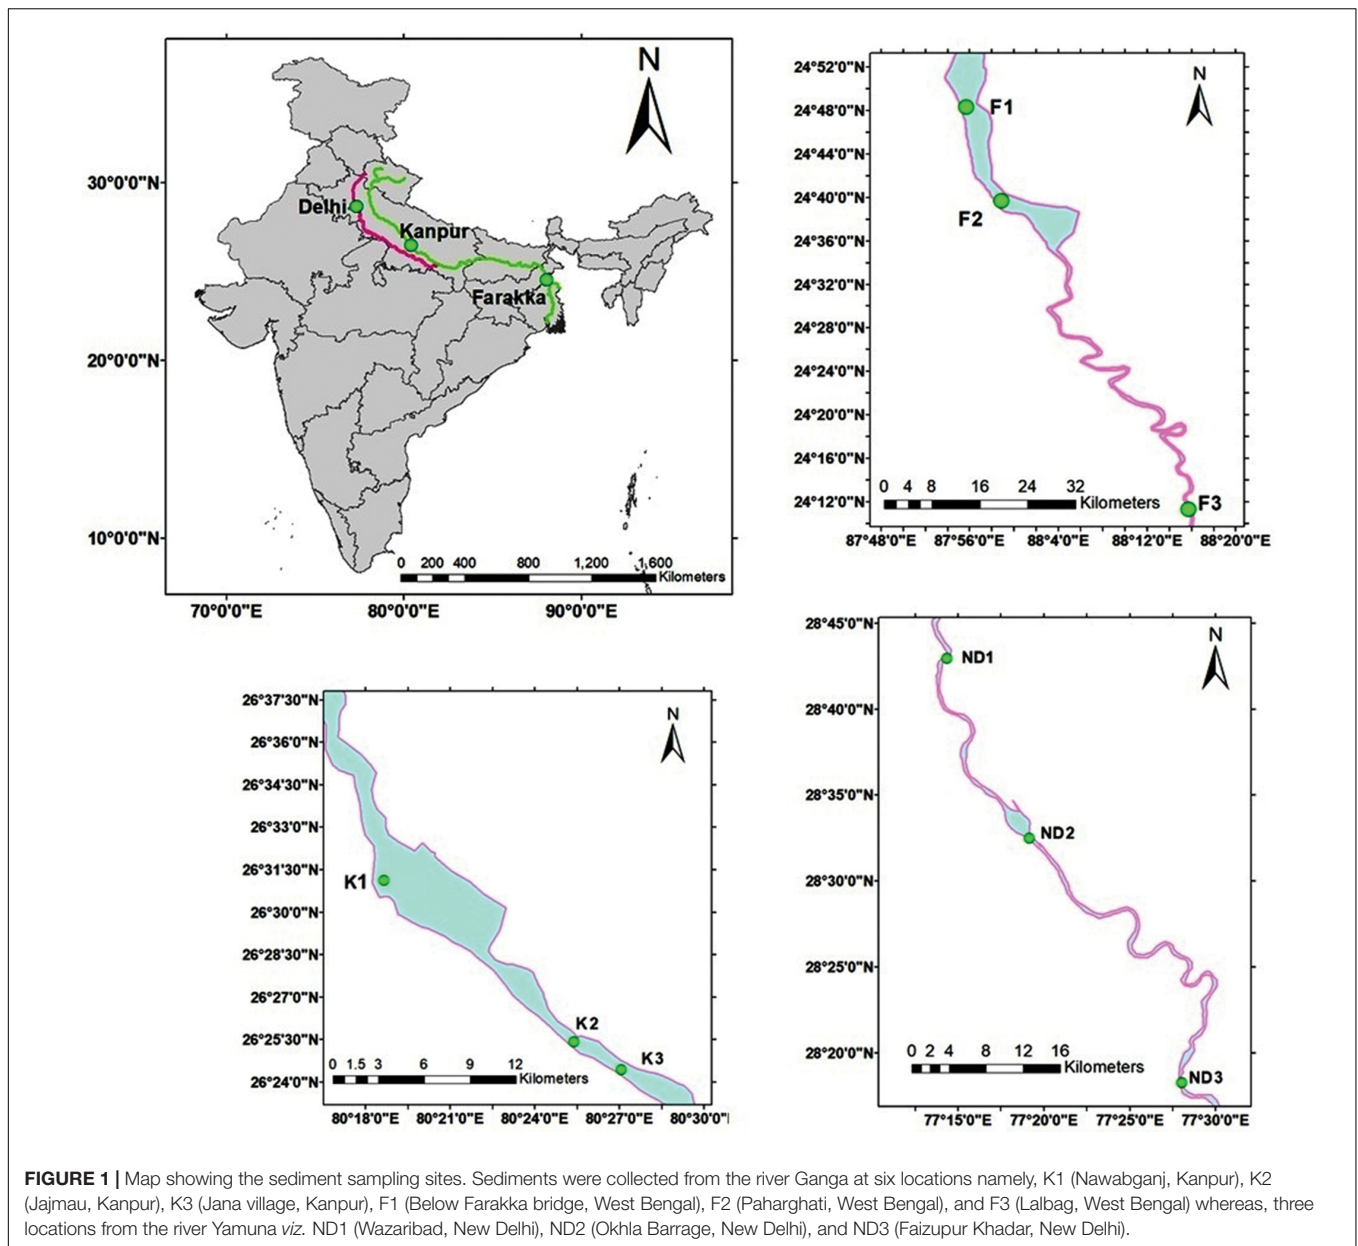 N
30°0'0"N
20°0'0"N
10°0'0"N
Delhi
Kanpur
Farakka
0 200 400 800 1,200 1,600
Kilometers
70°0'0"E 80°0'0"E 90°0'0"E
24°52'0"N
24°48'0"N
24°44'0"N
24°40'0"N
24°36'0"N
24°32'0"N
24°28'0"N
24°24'0"N
24°20'0"N
24°16'0"N
24°12'0"N
N
F1
F2
F3
0 4 8 16 24 32
Kilometers
87°48'0"E 87°56'0"E 88°4'0"E 88°12'0"E 88°20'0"E
26°37'30"N
26°36'0"N
26°34'30"N
26°33'0"N
26°31'30"N
26°30'0"N
26°28'30"N
26°27'0"N
26°25'30"N
26°24'0"N
N
K1
K2
K3
0 1.5 3 6 9 12
Kilometers
80°18'0"E 80°21'0"E 80°24'0"E 80°27'0"E 80°30'0"
28°45'0"N
28°40'0"N
28°35'0"N
28°30'0"N
28°25'0"N
28°20'0"N
N
ND1
ND2
ND3
0 2 4 8 12 16
Kilometers
77°15'0"E 77°20'0"E 77°25'0"E 77°30'0"E
FIGURE 1 | Map showing the sediment sampling sites. Sediments were collected from the river Ganga at six locations namely, K1 (Nawabganj, Kanpur), K2
(Jajmau, Kanpur), K3 (Jana village, Kanpur), F1 (Below Farakka bridge, West Bengal), F2 (Paharghati, West Bengal), and F3 (Lalbag, West Bengal) whereas, three
locations from the river Yamuna viz. ND1 (Wazaribad, New Delhi), ND2 (Okhla Barrage, New Delhi), and ND3 (Faizupur Khadar, New Delhi).